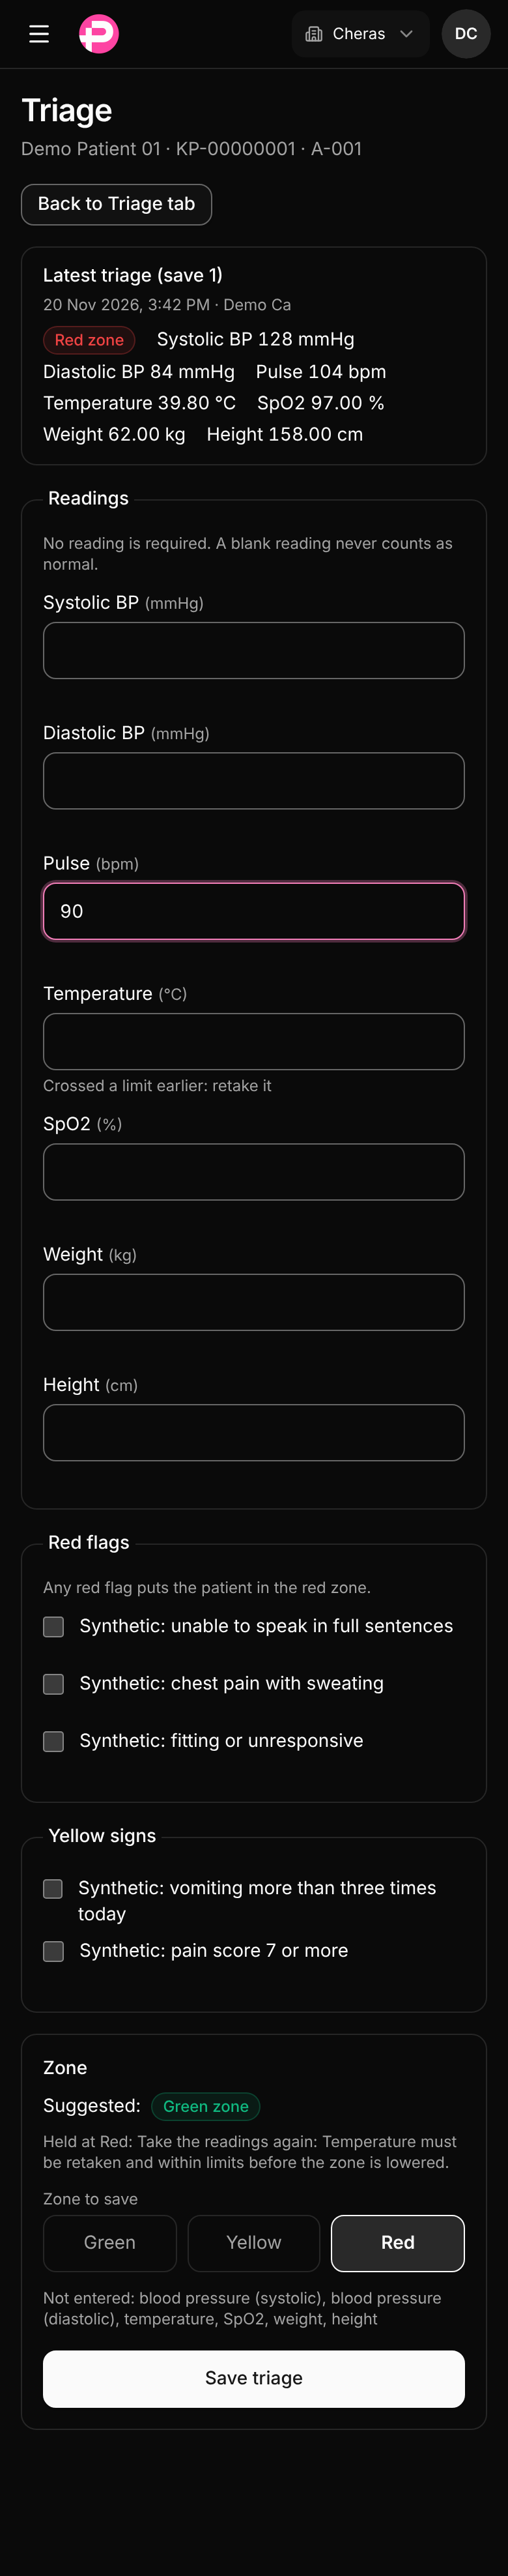 Cheras
DC
Triage
Demo Patient 01 · KP-00000001 · A-001
Back to Triage tab
Latest triage (save 1)
20 Nov 2026, 3:42 PM · Demo Ca
Red zone Systolic BP 128 mmHg
Diastolic BP 84 mmHg Pulse 104 bpm
Temperature 39.80 °C SpO2 97.00 %
Weight 62.00 kg Height 158.00 cm
Readings
No reading is required. A blank reading never counts as
normal.
Systolic BP (mmHg)
Diastolic BP (mmHg)
Pulse (bpm)
90
Temperature (°C)
Crossed a limit earlier: retake it
SpO2 (%)
Weight (kg)
Height (cm)
Red flags
Any red flag puts the patient in the red zone.
Synthetic: unable to speak in full sentences
Synthetic: chest pain with sweating
Synthetic: fitting or unresponsive
Yellow signs
Synthetic: vomiting more than three times
today
Synthetic: pain score 7 or more
Zone
Suggested: Green zone
Held at Red: Take the readings again: Temperature must
be retaken and within limits before the zone is lowered.
Zone to save
Green Yellow Red
Not entered: blood pressure (systolic), blood pressure
(diastolic), temperature, SpO2, weight, height
Save triage